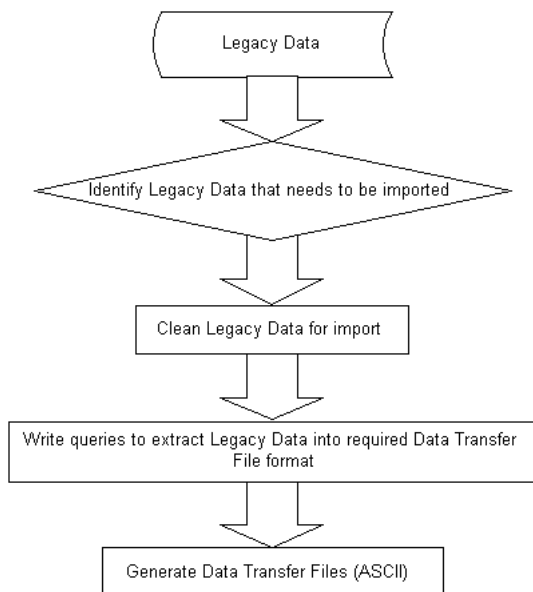 Legacy Data
Identify Legacy Data that needs to be imported
Clean Legacy Data for import
Write queries to extract Legacy Data into required Data Transfer
File format
Generate Data Transfer Files (ASCII)